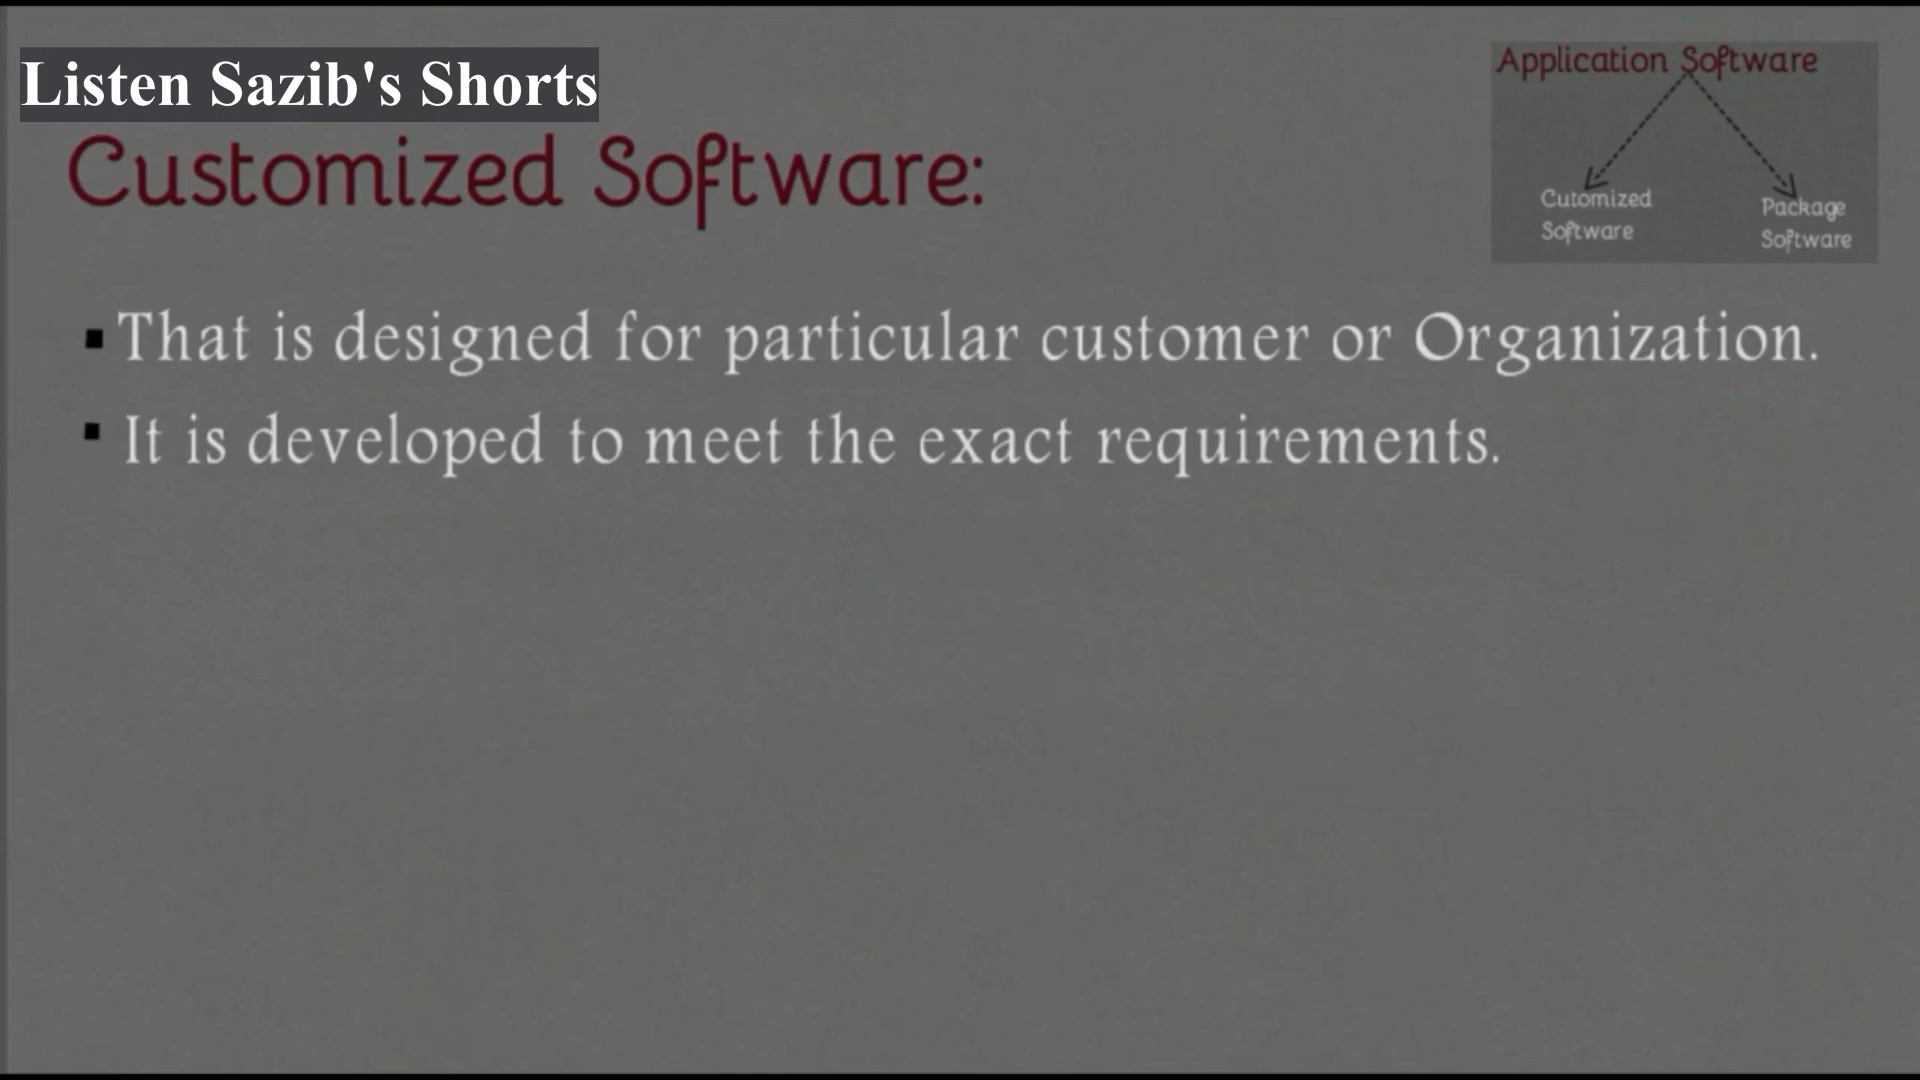 Listen Sazib's Shorts
Application Software
Customized Software:
Cutomized
Software
Package
Software
That is designed for particular customer or Organization.
It is developed to meet the exact requirements.